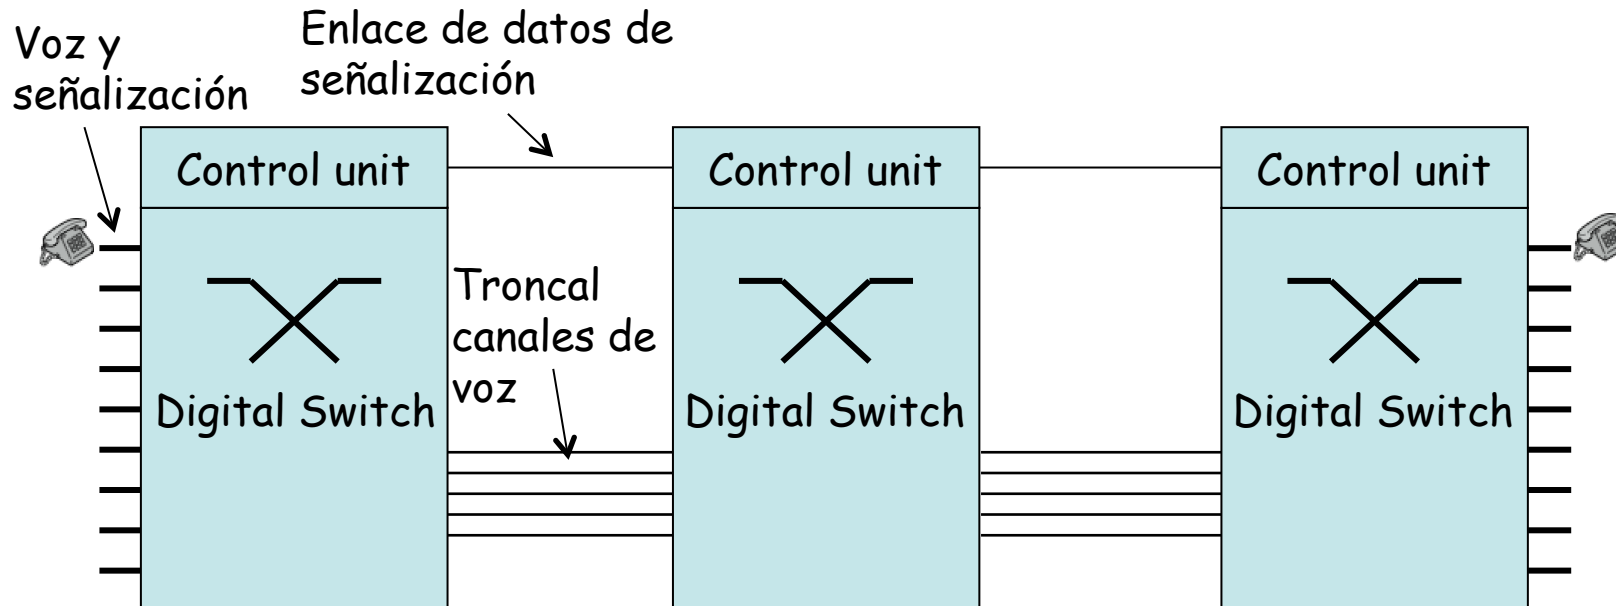 Voz y
señalización
Enlace de datos de
señalización
Control unit
Control unit
Control unit
Troncal
canales de
voz
Digital Switch
Digital Switch
Digital Switch